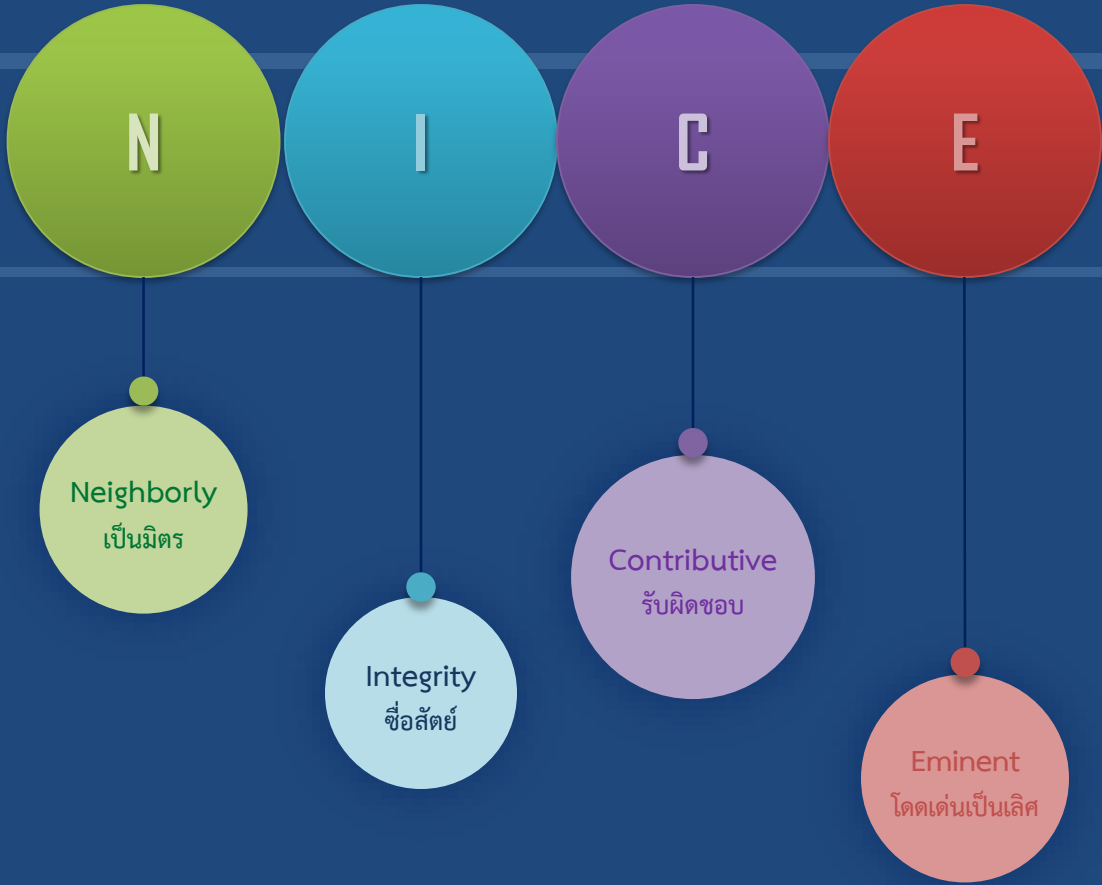 N
I
C
E
Neighborly
เป็นมิตร
Integrity
ซื่อสัตย์
Contributive
รับผิดชอบ
Eminent
โดดเด่นเป็นเลิศ